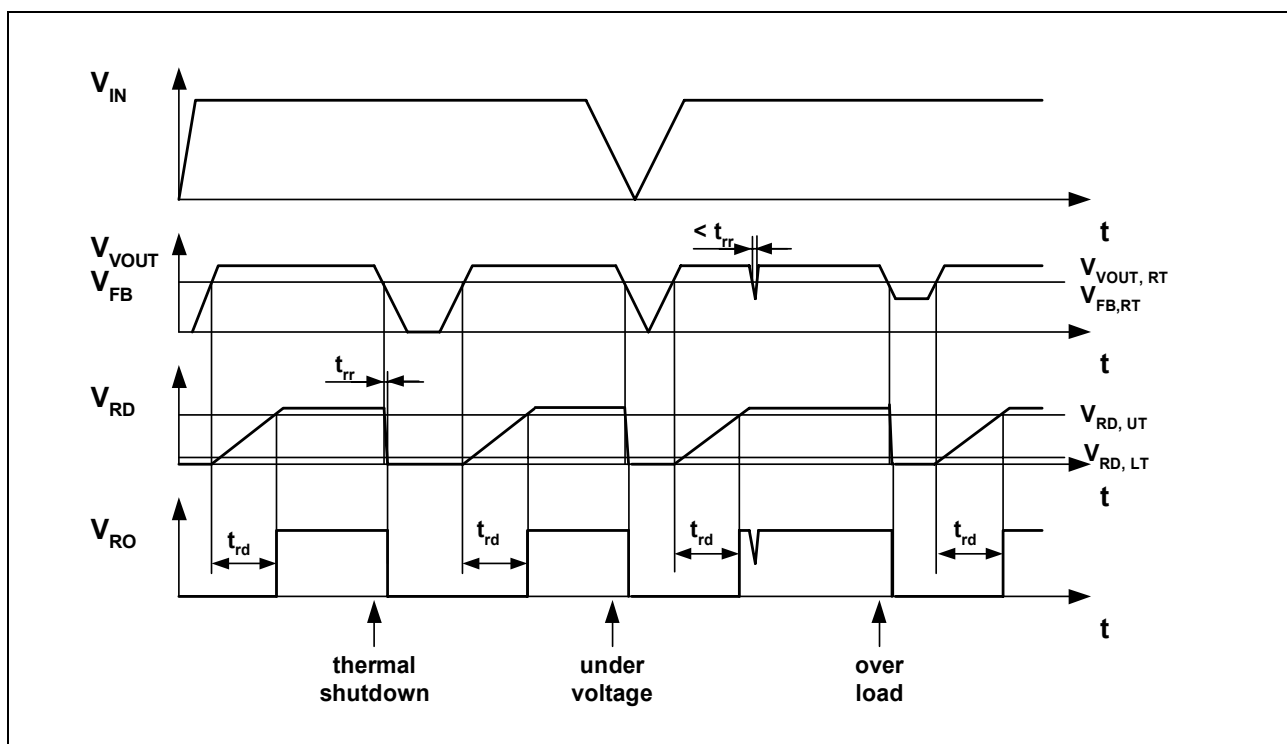 V_IN
t
< t_rr
V_VOUT
V_FB
V_VOUT, RT
V_FB,RT
t
t_rr
V_RD
V_RD, UT
V_RD, LT
t
V_RO
t_rd
t_rd
t_rd
t_rd
t
thermal
shutdown
under
voltage
over
load